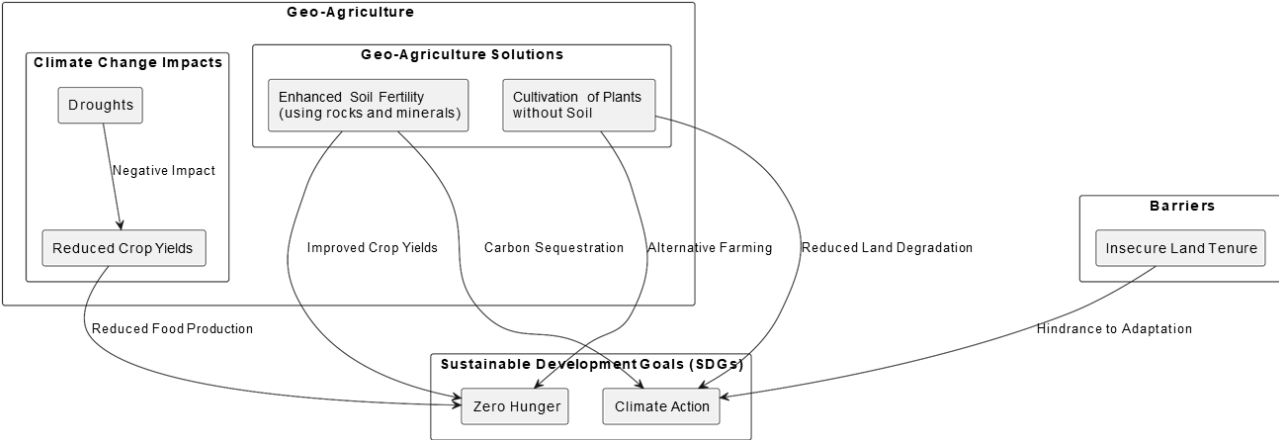 Geo-Agriculture
Climate Change Impacts
Geo-Agriculture Solutions
Droughts
Enhanced Soil Fertility
(using rocks and minerals)
Cultivation of Plants
without Soil
Negative Impact
Barriers
Reduced Crop Yields
Improved Crop Yields
Carbon Sequestration
Alternative Farming
Reduced Land Degradation
Insecure Land Tenure
Reduced Food Production
Hindrance to Adaptation
Sustainable Development Goals (SDGs)
Zero Hunger
Climate Action